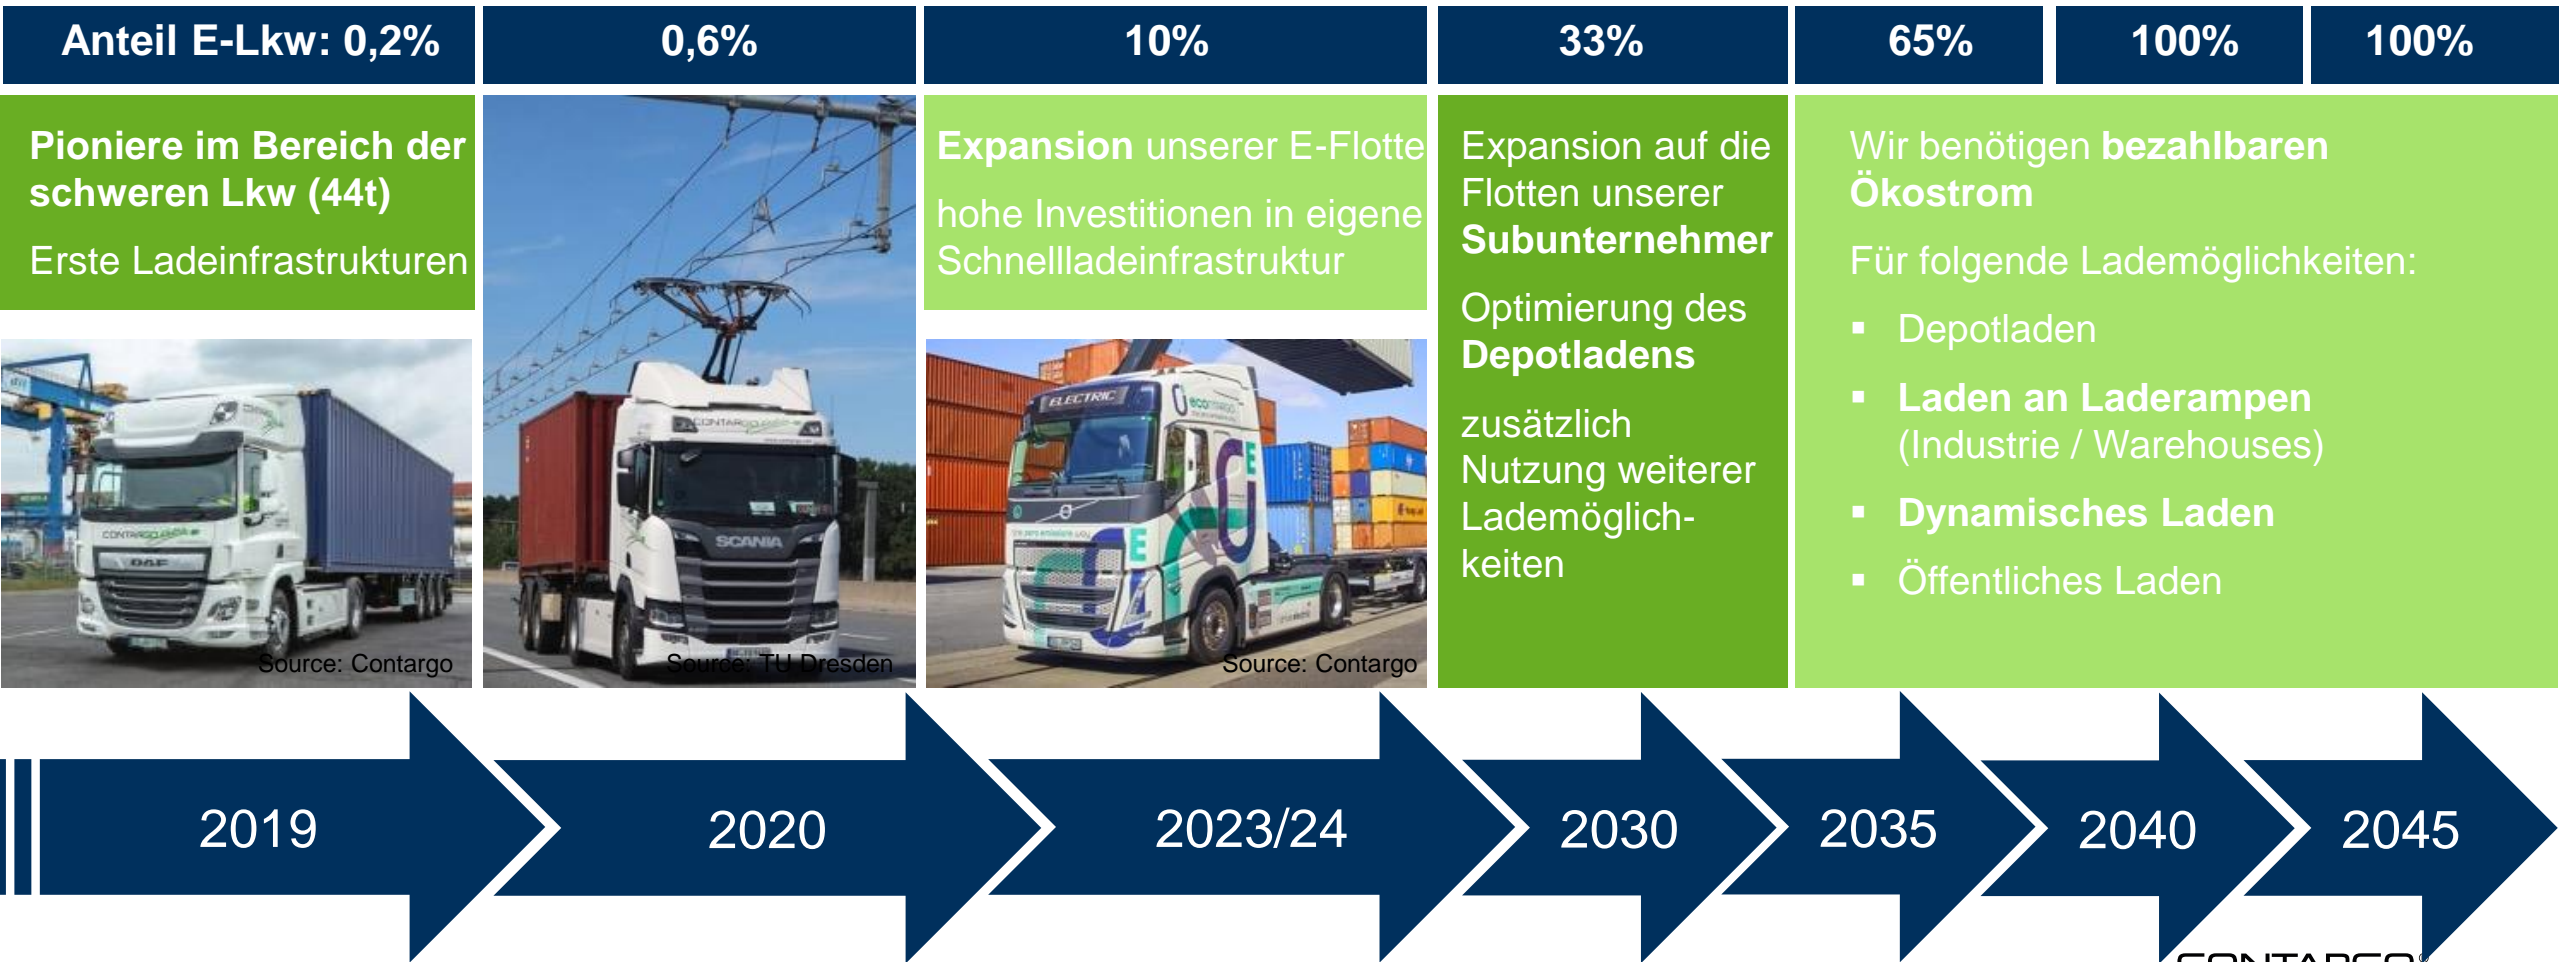 Anteil E-Lkw: 0,2%
0,6%
10%
33%
65%
100%
100%
Pioniere im Bereich der
schweren Lkw (44t)
Erste Ladeinfrastrukturen
Expansion unserer E-Flotte
hohe Investitionen in eigene
Schnellladeinfrastruktur
Expansion auf die
Flotten unserer
Subunternehmer
Optimierung des
Depotladens
zusätzlich
Nutzung weiterer
Lademöglich-
keiten
Wir benötigen bezahlbaren
Ökostrom
Für folgende Lademöglichkeiten:
▪ Depotladen
▪ Laden an Laderampen
(Industrie / Warehouses)
▪ Dynamisches Laden
▪ Öffentliches Laden
CONTARGO
DAF
Source: Contargo
CONTARGO
SCANIA
Source: TU Dresden
ELECTRIC
ecocontargo
Source: Contargo
2019
2020
2023/24
2030
2035
2040
2045
CONTARGO®